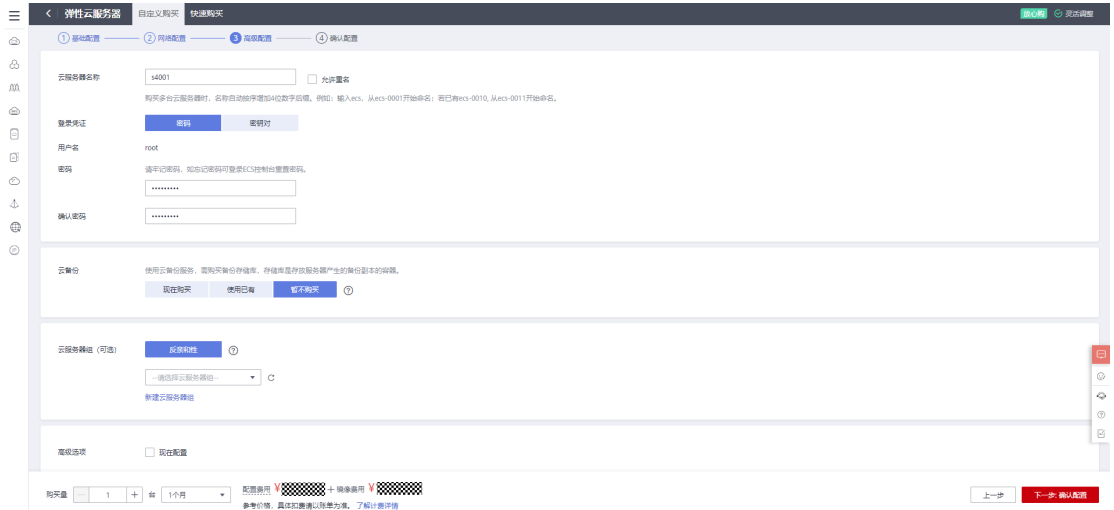 弹性云服务器 自定义购买 快速购买 放心购 灵活调整
1 基础配置 2 网络配置 3 高级配置 4 确认配置
云服务器名称 s4001 允许重名
购买多台云服务器时，名称自动按序增加4位数字后缀。例如：输入ecs，从ecs-0001开始命名；若已有ecs-0010, 从ecs-0011开始命名。
登录凭证 密码 密钥对
用户名 root
密码 请牢记密码，如忘记密码可登录ECS控制台重置密码。
•••••••••
确认密码 •••••••••
云备份 使用云备份服务，需购买备份存储库，存储库是存放服务器产生的备份副本的容器。
现在购买 使用已有 暂不购买
云服务器组（可选） 反亲和性
--请选择云服务器组--
新建云服务器组
高级选项 现在配置
购买量 1 台 1个月 配置费用 ¥ + 镜像费用 ¥ 上一步 下一步: 确认配置
参考价格，具体扣费请以账单为准。 了解计费详情